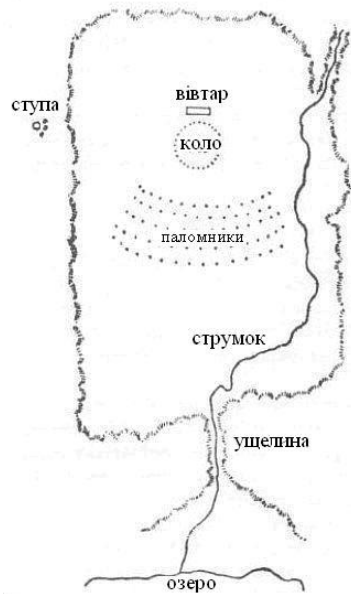 ступа
вівтар
коло
паломники
струмок
ущелина
озеро